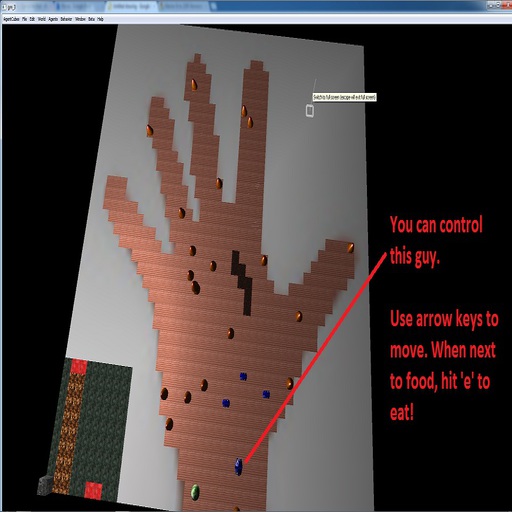 AgentCubes File Edit World Agents Behavior Window Beta Help
Switch to full screen (escape will exit full screen)
You can control
this guy.
Use arrow keys to
move. When next
to food, hit 'e' to
eat!